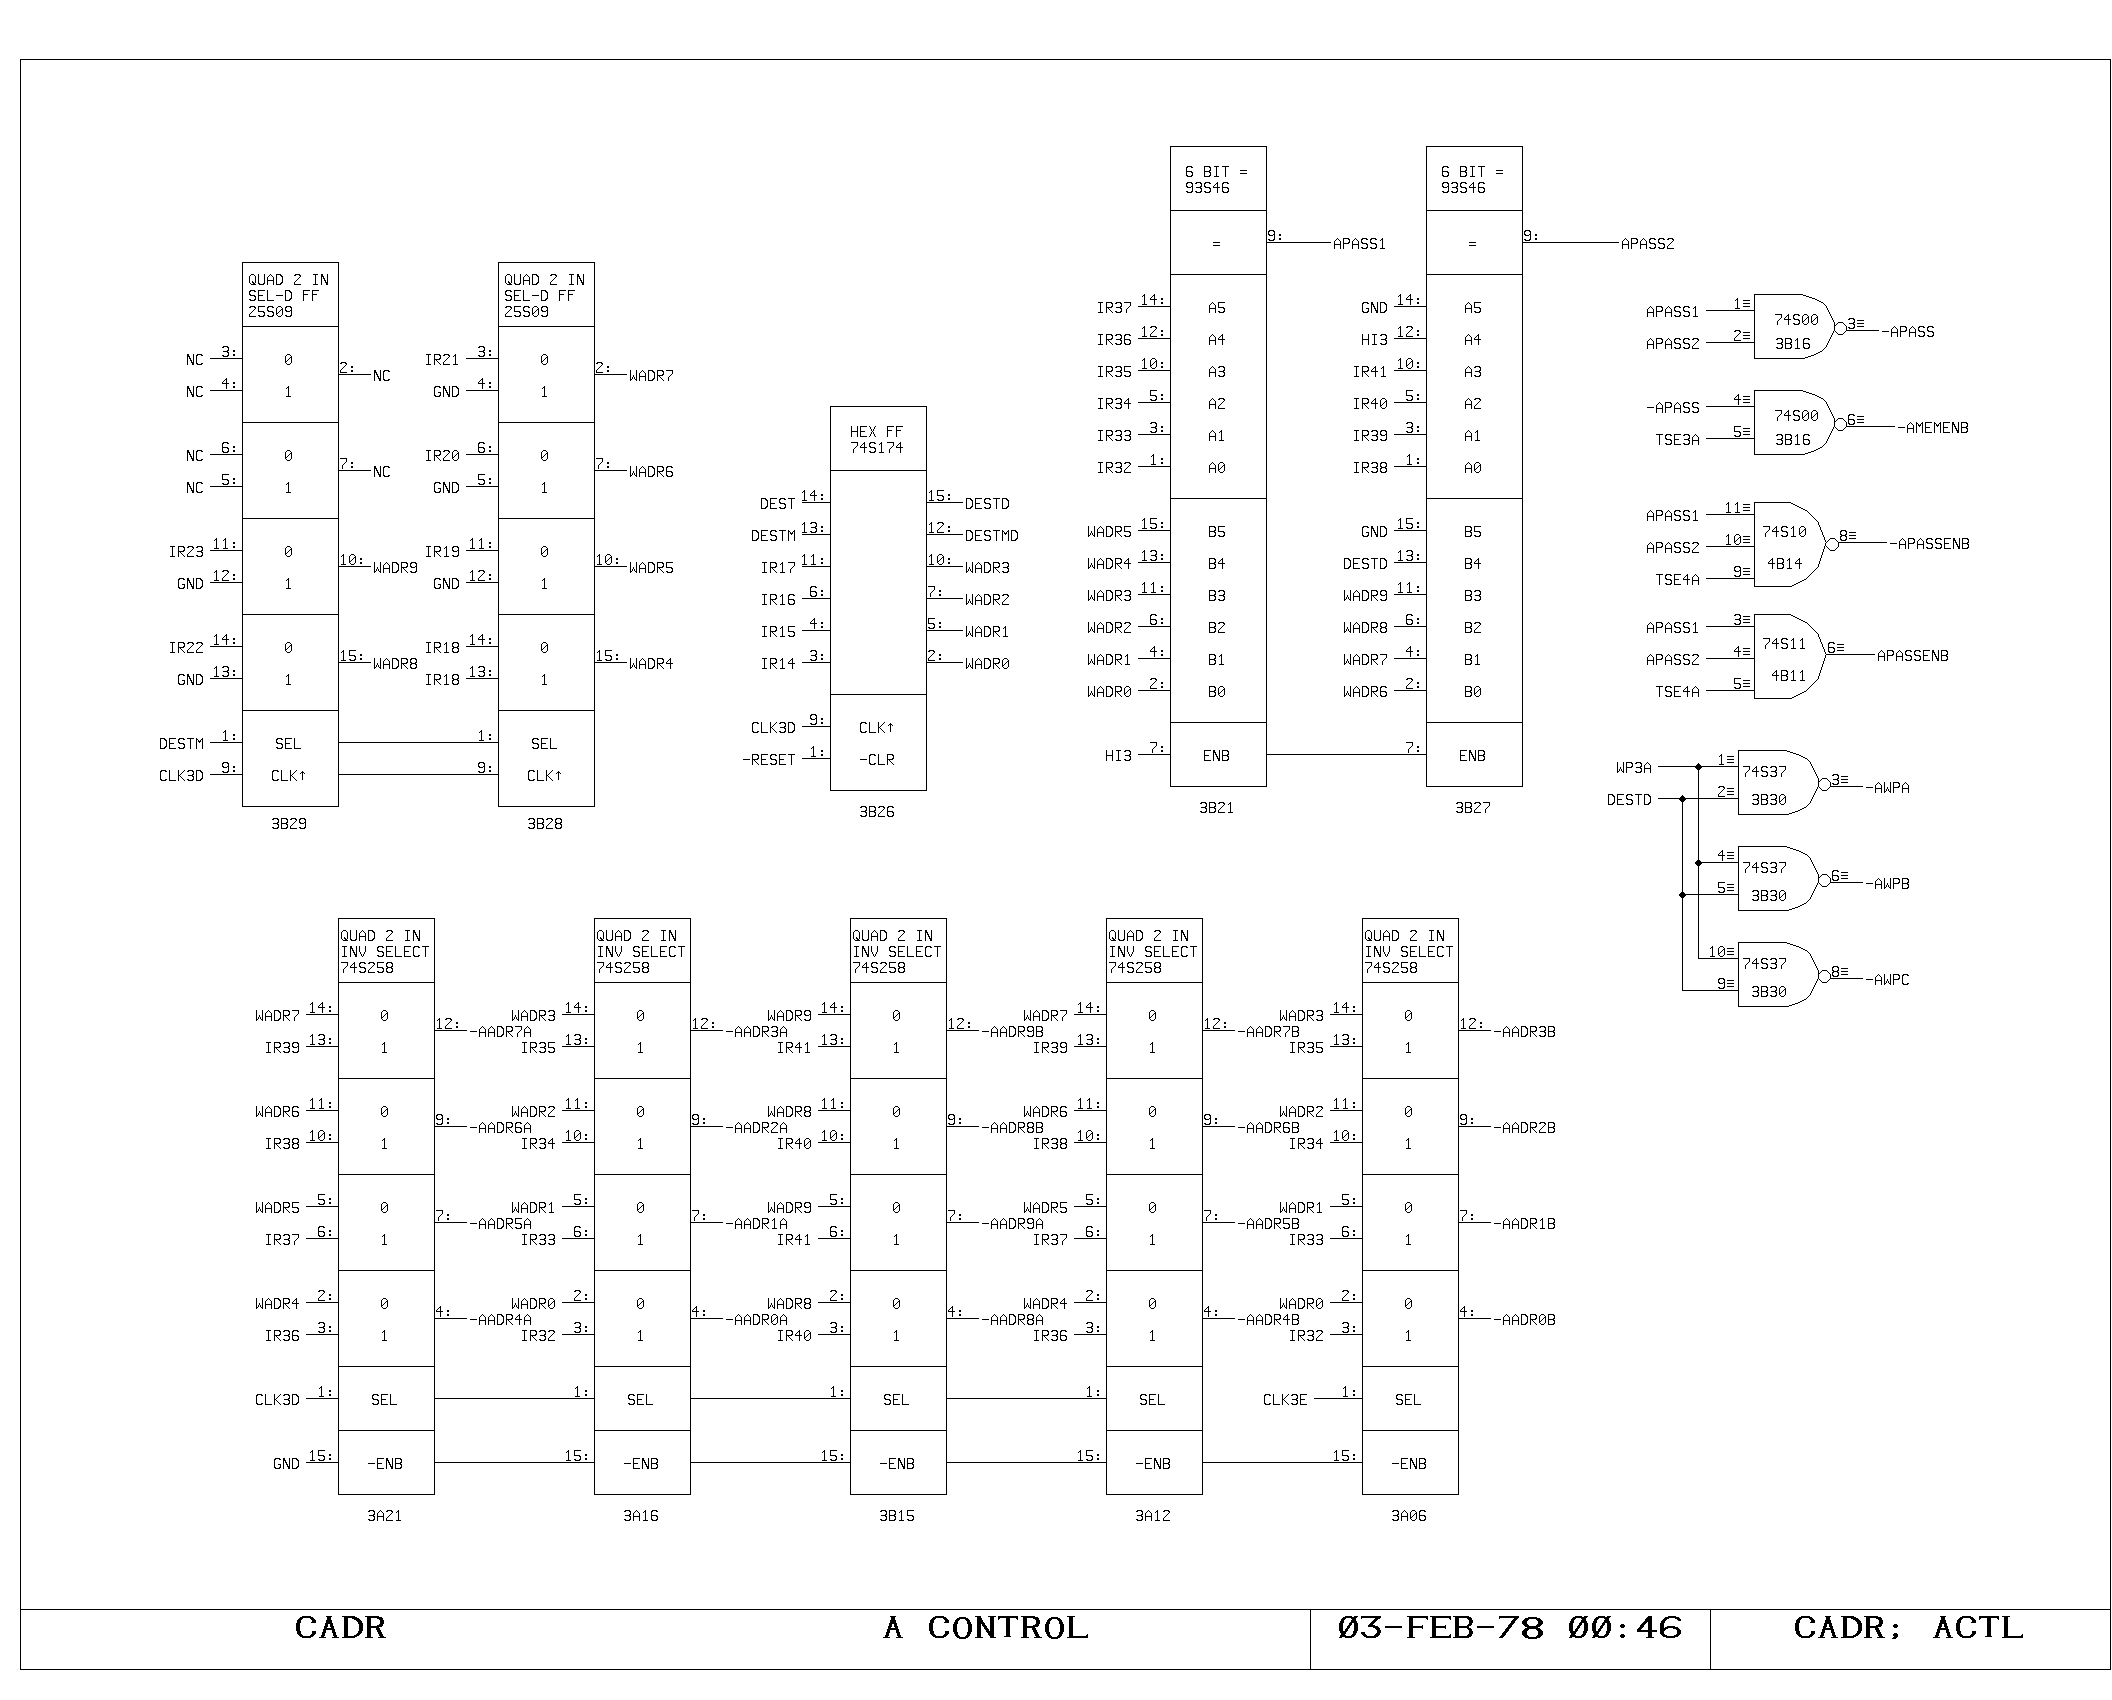 QUAD 2 IN
SEL-D FF
25S09
NC 3: 0
2: NC
NC 4: 1
NC 6: 0
7: NC
NC 5: 1
IR23 11: 0
10: WADR9
GND 12: 1
IR22 14: 0
15: WADR8
GND 13: 1
DESTM 1: SEL
CLK3D 9: CLK↑
3B29
QUAD 2 IN
SEL-D FF
25S09
IR21 3: 0
2: WADR7
GND 4: 1
IR20 6: 0
7: WADR6
GND 5: 1
IR19 11: 0
10: WADR5
GND 12: 1
IR18 14: 0
15: WADR4
IR18 13: 1
1: SEL
9: CLK↑
3B28
HEX FF
74S174
DEST 14: 15: DESTD
DESTM 13: 12: DESTMD
IR17 11: 10: WADR3
IR16 6: 7: WADR2
IR15 4: 5: WADR1
IR14 3: 2: WADR0
CLK3D 9: CLK↑
-RESET 1: -CLR
3B26
6 BIT =
93S46
= 9: APASS1
IR37 14: A5
IR36 12: A4
IR35 10: A3
IR34 5: A2
IR33 3: A1
IR32 1: A0
WADR5 15: B5
WADR4 13: B4
WADR3 11: B3
WADR2 6: B2
WADR1 4: B1
WADR0 2: B0
HI3 7: ENB
3B21
6 BIT =
93S46
= 9: APASS2
GND 14: A5
HI3 12: A4
IR41 10: A3
IR40 5: A2
IR39 3: A1
IR38 1: A0
GND 15: B5
DESTD 13: B4
WADR9 11: B3
WADR8 6: B2
WADR7 4: B1
WADR6 2: B0
7: ENB
3B27
APASS1 1≡ 74S00
3≡ -APASS
APASS2 2≡ 3B16
-APASS 4≡ 74S00
6≡ -AMEMENB
TSE3A 5≡ 3B16
APASS1 11≡ 74S10
APASS2 10≡ 8≡ -APASSENB
TSE4A 9≡ 4B14
APASS1 3≡ 74S11
APASS2 4≡ 6≡ APASSENB
TSE4A 5≡ 4B11
WP3A 1≡ 74S37
3≡ -AWPA
DESTD 2≡ 3B30
4≡ 74S37
6≡ -AWPB
5≡ 3B30
10≡ 74S37
8≡ -AWPC
9≡ 3B30
QUAD 2 IN
INV SELECT
74S258
WADR7 14: 0
12: -AADR7A
IR39 13: 1
WADR6 11: 0
9: -AADR6A
IR38 10: 1
WADR5 5: 0
7: -AADR5A
IR37 6: 1
WADR4 2: 0
4: -AADR4A
IR36 3: 1
CLK3D 1: SEL
GND 15: -ENB
3A21
QUAD 2 IN
INV SELECT
74S258
WADR3 14: 0
12: -AADR3A
IR35 13: 1
WADR2 11: 0
9: -AADR2A
IR34 10: 1
WADR1 5: 0
7: -AADR1A
IR33 6: 1
WADR0 2: 0
4: -AADR0A
IR32 3: 1
1: SEL
15: -ENB
3A16
QUAD 2 IN
INV SELECT
74S258
WADR9 14: 0
12: -AADR9B
IR41 13: 1
WADR8 11: 0
9: -AADR8B
IR40 10: 1
WADR9 5: 0
7: -AADR9A
IR41 6: 1
WADR8 2: 0
4: -AADR8A
IR40 3: 1
1: SEL
15: -ENB
3B15
QUAD 2 IN
INV SELECT
74S258
WADR7 14: 0
12: -AADR7B
IR39 13: 1
WADR6 11: 0
9: -AADR6B
IR38 10: 1
WADR5 5: 0
7: -AADR5B
IR37 6: 1
WADR4 2: 0
4: -AADR4B
IR36 3: 1
1: SEL
15: -ENB
3A12
QUAD 2 IN
INV SELECT
74S258
WADR3 14: 0
12: -AADR3B
IR35 13: 1
WADR2 11: 0
9: -AADR2B
IR34 10: 1
WADR1 5: 0
7: -AADR1B
IR33 6: 1
WADR0 2: 0
4: -AADR0B
IR32 3: 1
CLK3E 1: SEL
15: -ENB
3A06
CADR A CONTROL 03-FEB-78 00:46 CADR; ACTL